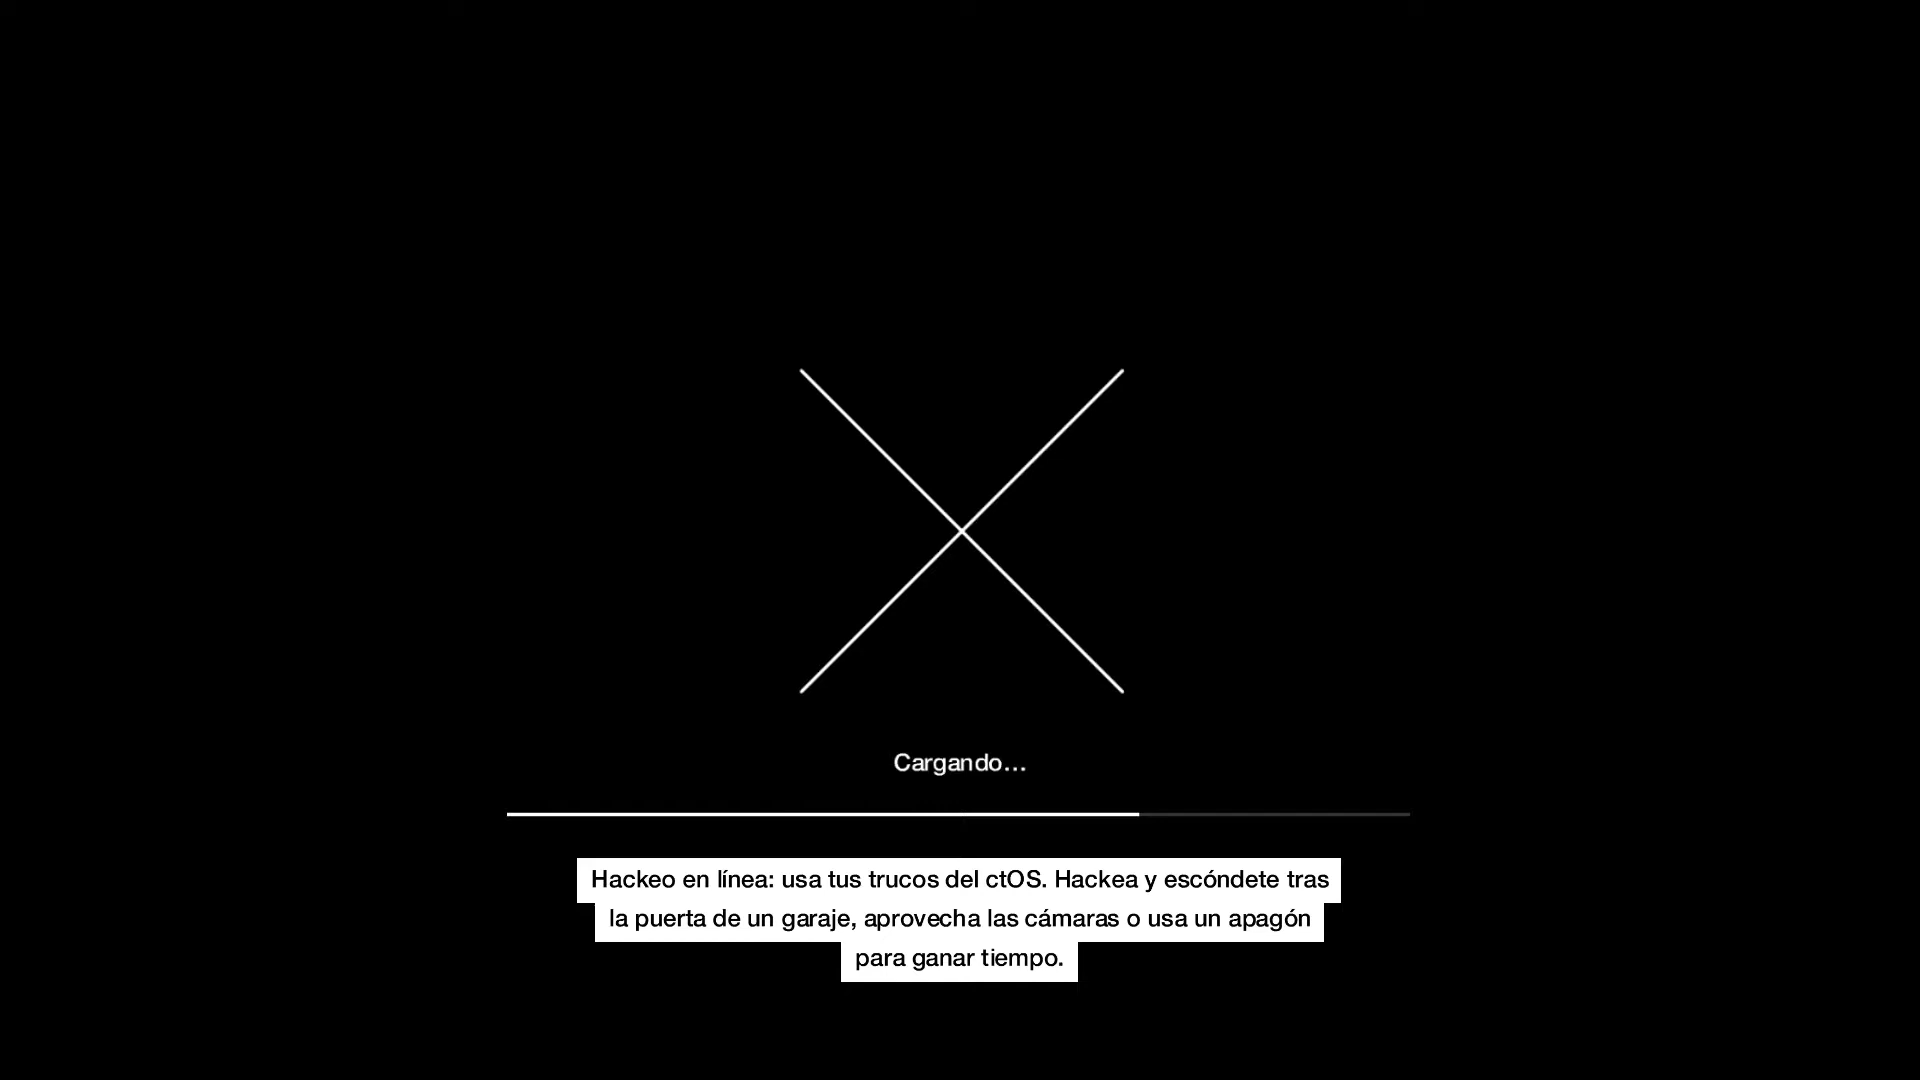 Cargando...
Hackeo en línea: usa tus trucos del ctOS. Hackea y escóndete tras
la puerta de un garaje, aprovecha las cámaras o usa un apagón
para ganar tiempo.